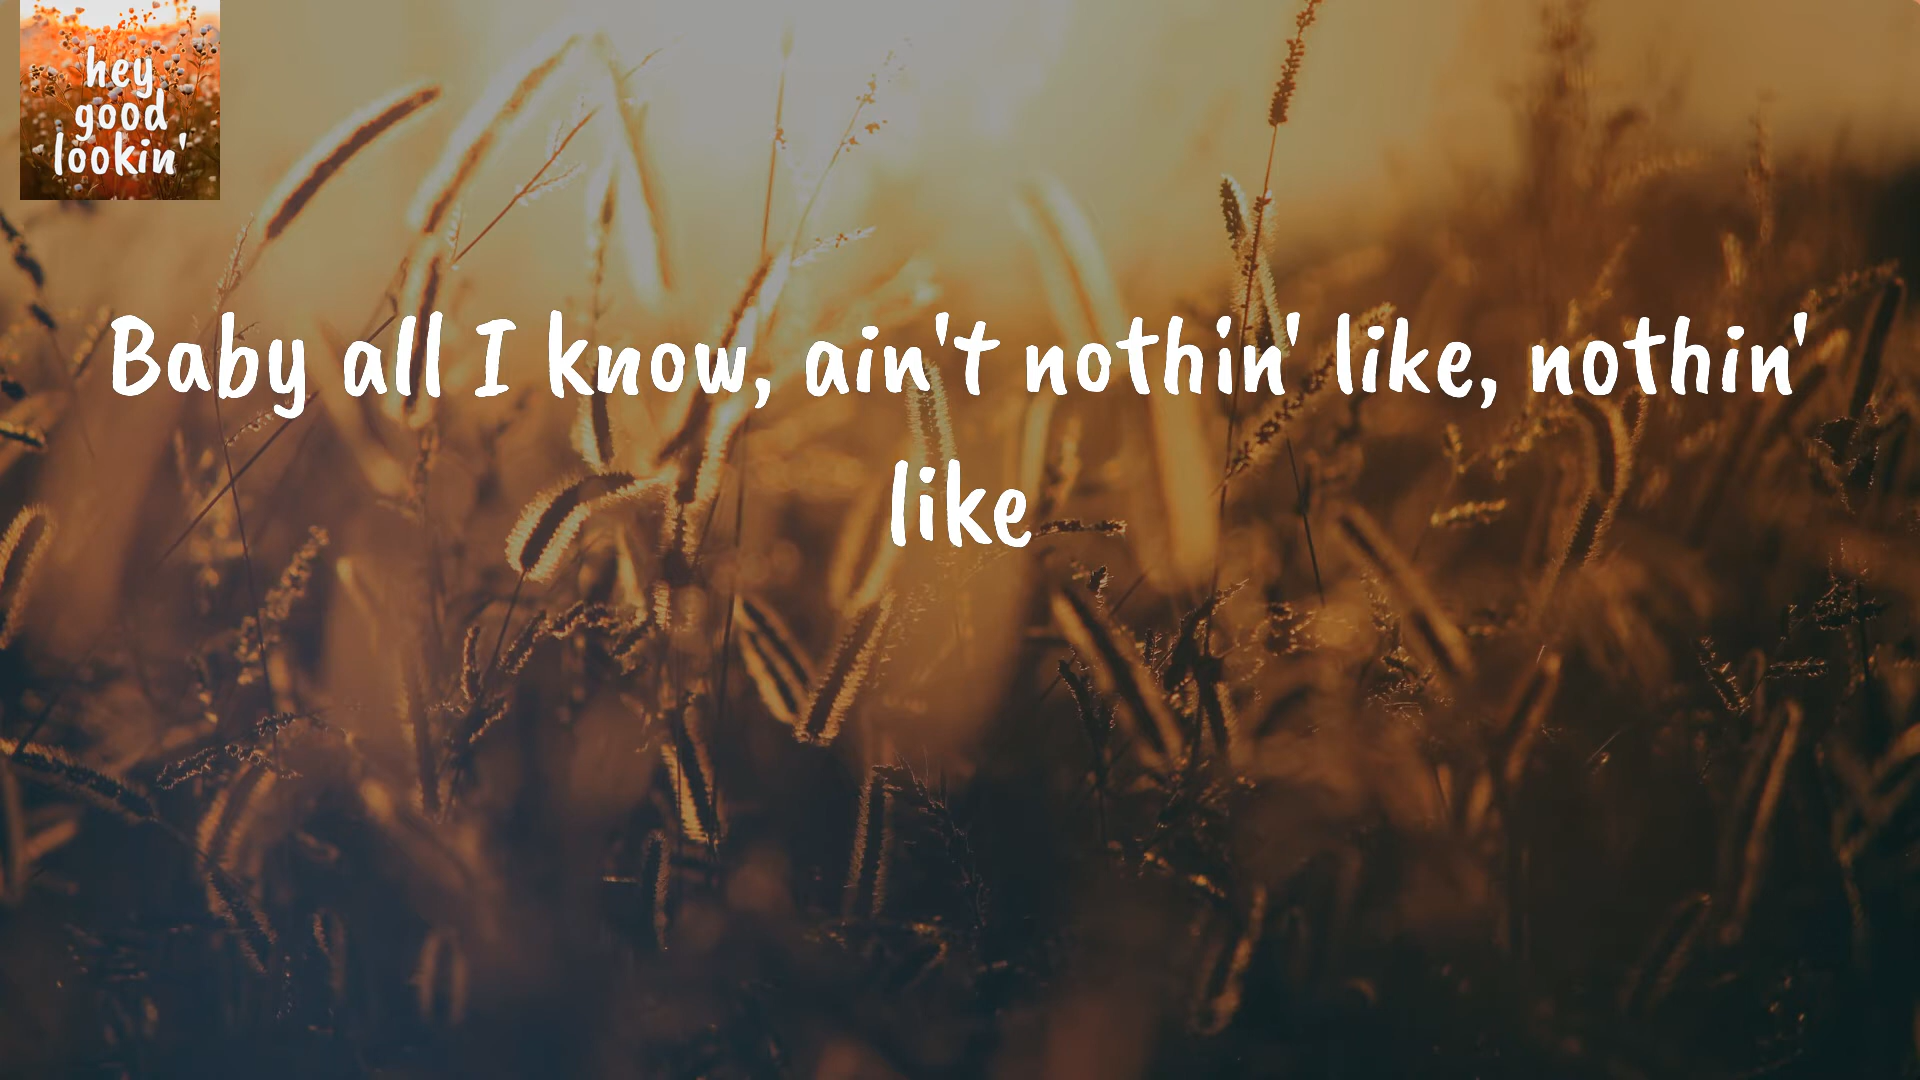 hey
good
lookin'
Baby all I know, ain't nothin' like, nothin'
like